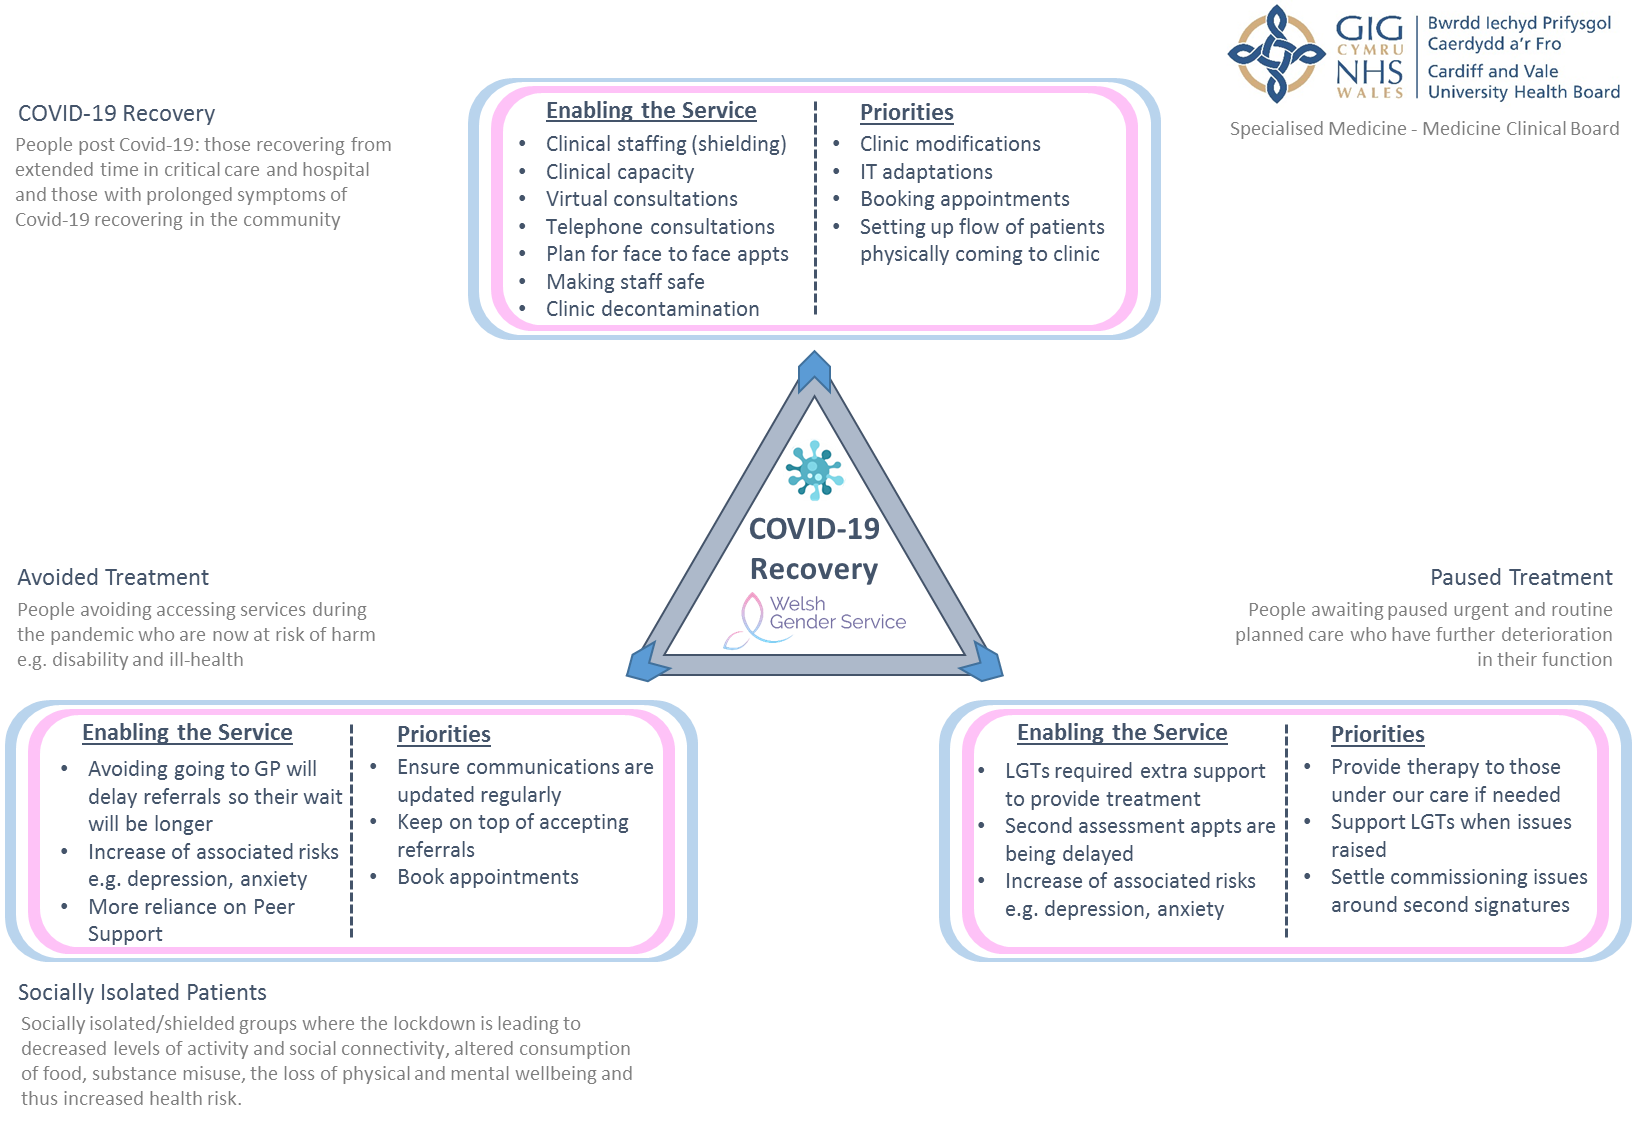 GIG
CYMRU
NHS
WALES
Bwrdd Iechyd Prifysgol
Caerdydd a'r Fro
Cardiff and Vale
University Health Board
Specialised Medicine - Medicine Clinical Board
COVID-19 Recovery
People post Covid-19: those recovering from
extended time in critical care and hospital
and those with prolonged symptoms of
Covid-19 recovering in the community
Enabling the Service
• Clinical staffing (shielding)
• Clinical capacity
• Virtual consultations
• Telephone consultations
• Plan for face to face appts
• Making staff safe
• Clinic decontamination
Priorities
• Clinic modifications
• IT adaptations
• Booking appointments
• Setting up flow of patients
physically coming to clinic
COVID-19
Recovery
Welsh
Gender Service
Avoided Treatment
People avoiding accessing services during
the pandemic who are now at risk of harm
e.g. disability and ill-health
Enabling the Service
• Avoiding going to GP will
delay referrals so their wait
will be longer
• Increase of associated risks
e.g. depression, anxiety
• More reliance on Peer
Support
Priorities
• Ensure communications are
updated regularly
• Keep on top of accepting
referrals
• Book appointments
Paused Treatment
People awaiting paused urgent and routine
planned care who have further deterioration
in their function
Enabling the Service
• LGTs required extra support
to provide treatment
• Second assessment appts are
being delayed
• Increase of associated risks
e.g. depression, anxiety
Priorities
• Provide therapy to those
under our care if needed
• Support LGTs when issues
raised
• Settle commissioning issues
around second signatures
Socially Isolated Patients
Socially isolated/shielded groups where the lockdown is leading to
decreased levels of activity and social connectivity, altered consumption
of food, substance misuse, the loss of physical and mental wellbeing and
thus increased health risk.